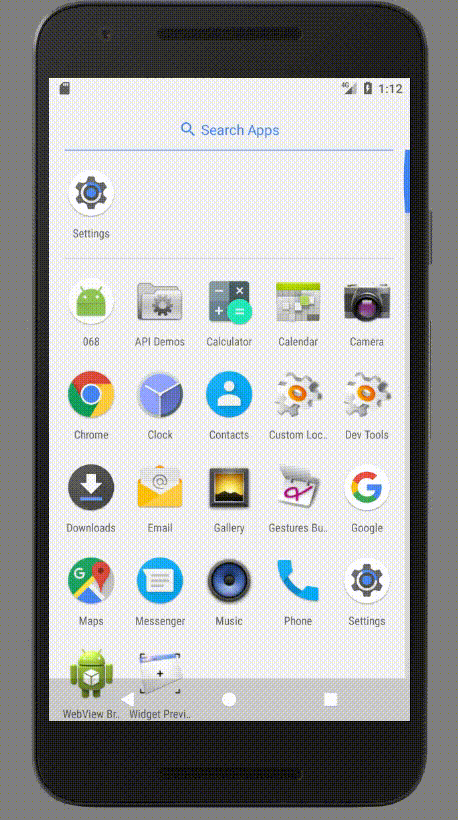 4G 1:12
Search Apps
Settings
068 API Demos Calculator Calendar Camera
Chrome Clock Contacts Custom Loc.. Dev Tools
Downloads Email Gallery Gestures Bu.. Google
Maps Messenger Music Phone Settings
WebView Br.. Widget Previ..